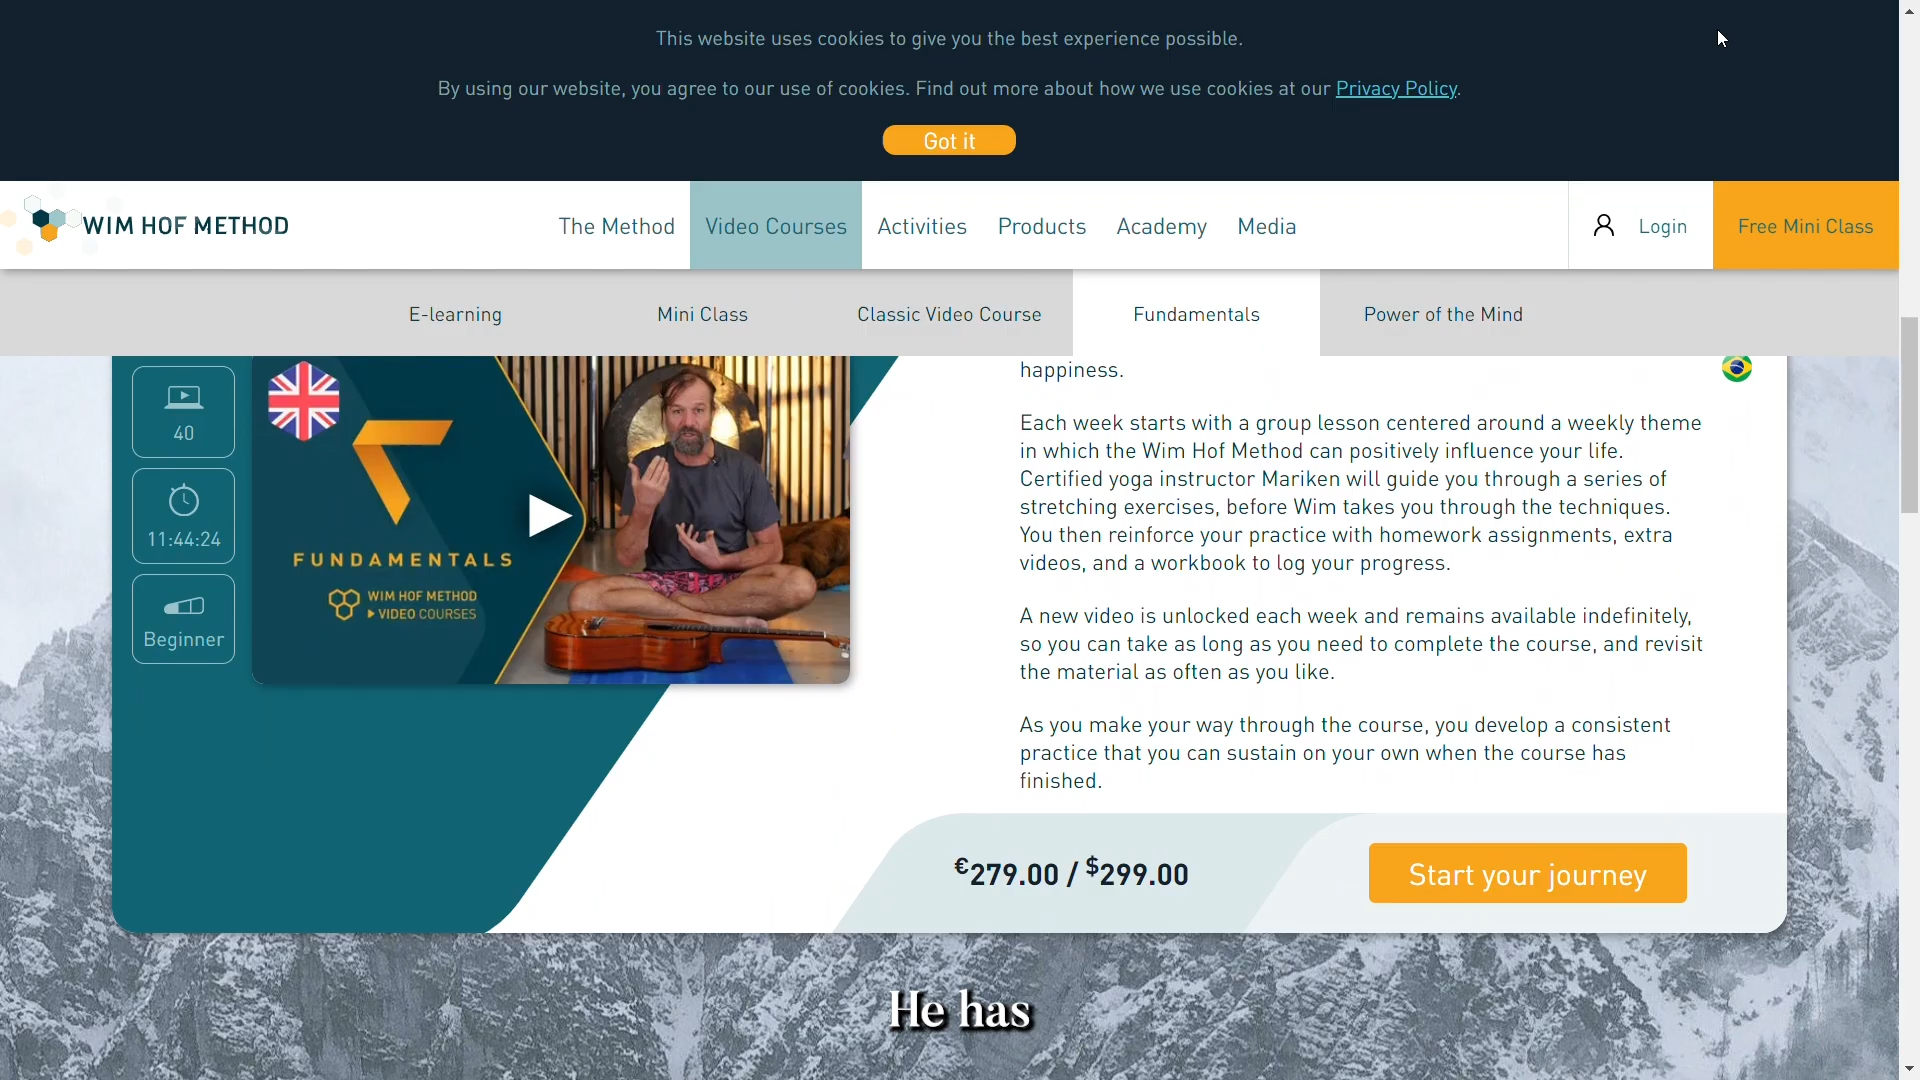 This website uses cookies to give you the best experience possible.
By using our website, you agree to our use of cookies. Find out more about how we use cookies at our Privacy Policy.
Got it
WIM HOF METHOD
The Method
Video Courses
Activities
Products
Academy
Media
Login
Free Mini Class
E-learning
Mini Class
Classic Video Course
Fundamentals
Power of the Mind
40
11:44:24
Beginner
FUNDAMENTALS
WIM HOF METHOD
VIDEO COURSES
happiness.
Each week starts with a group lesson centered around a weekly theme
in which the Wim Hof Method can positively influence your life.
Certified yoga instructor Mariken will guide you through a series of
stretching exercises, before Wim takes you through the techniques.
You then reinforce your practice with homework assignments, extra
videos, and a workbook to log your progress.
A new video is unlocked each week and remains available indefinitely,
so you can take as long as you need to complete the course, and revisit
the material as often as you like.
As you make your way through the course, you develop a consistent
practice that you can sustain on your own when the course has
finished.
€279.00 / $299.00
Start your journey
He has